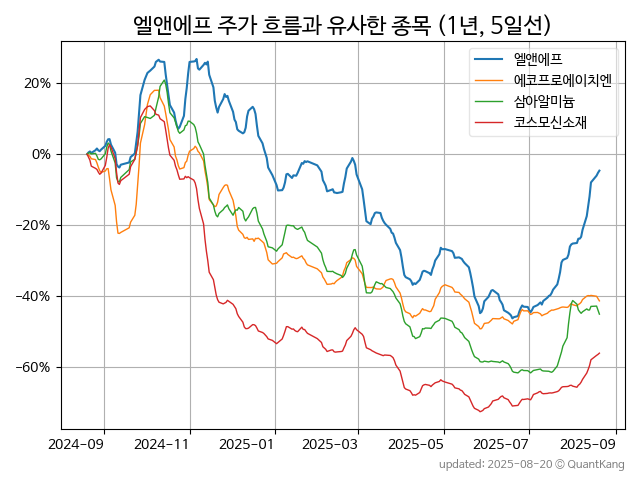 엘앤에프 주가 흐름과 유사한 종목 (1년, 5일선)
엘앤에프
에코프로에이치엔
삼아알미늄
코스모신소재
20%
0%
−20%
−40%
−60%
2024-09 2024-11 2025-01 2025-03 2025-05 2025-07 2025-09
updated: 2025-08-20 © QuantKang